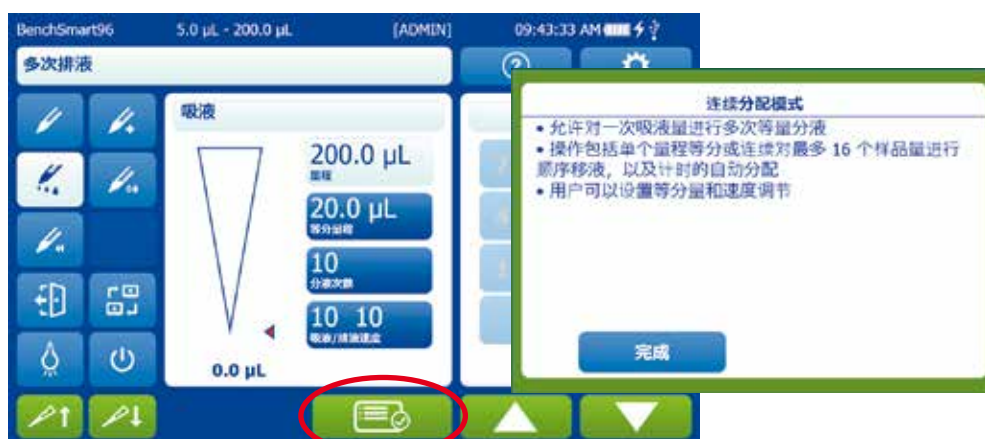 BenchSmart96 5.0 µL - 200.0 µL [ADMIN] 09:43:33 AM
多次排液
吸液
200.0 µL
量程
20.0 µL
等分量程
10
分液次数
10 10
吸液/排液速度
0.0 µL
连续分配模式
• 允许对一次吸液量进行多次等量分液
• 操作包括单个量程等分或连续对最多 16 个样品量进行
顺序移液，以及计时的自动分配
• 用户可以设置等分量和速度调节
完成